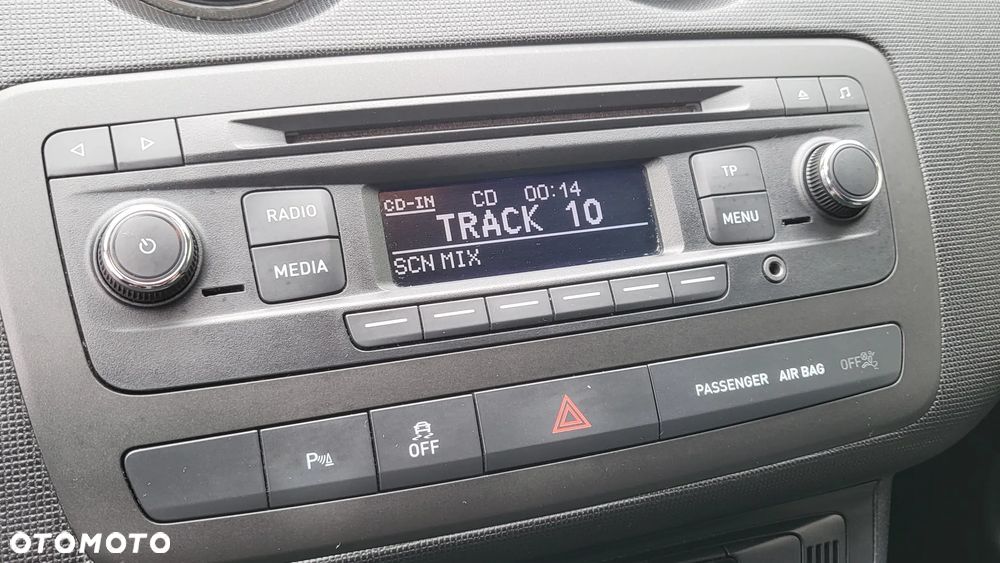 RADIO
MEDIA
CD-IN CD 00:14
TRACK 10
SCN MIX
TP
MENU
P
OFF
PASSENGER AIR BAG OFF
OTOMOTO